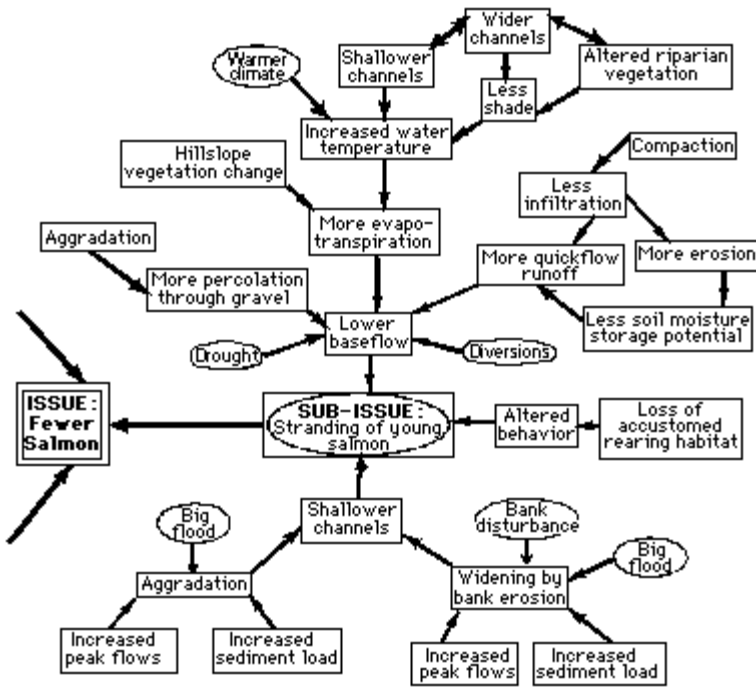 Wider
channels
Warmer
climate
Shallower
channels
Altered riparian
vegetation
Less
shade
Increased water
temperature
Hillslope
vegetation change
Compaction
Less
infiltration
More evapo-
transpiration
Aggradation
More quickflow
runoff
More erosion
More percolation
through gravel
Lower
baseflow
Less soil moisture
storage potential
Drought
Diversions
ISSUE:
Fewer
Salmon
SUB-ISSUE:
Stranding of young
salmon
Altered
behavior
Loss of
accustomed
rearing habitat
Shallower
channels
Big
flood
Bank
disturbance
Big
flood
Aggradation
Widening by
bank erosion
Increased
peak flows
Increased
sediment load
Increased
peak flows
Increased
sediment load